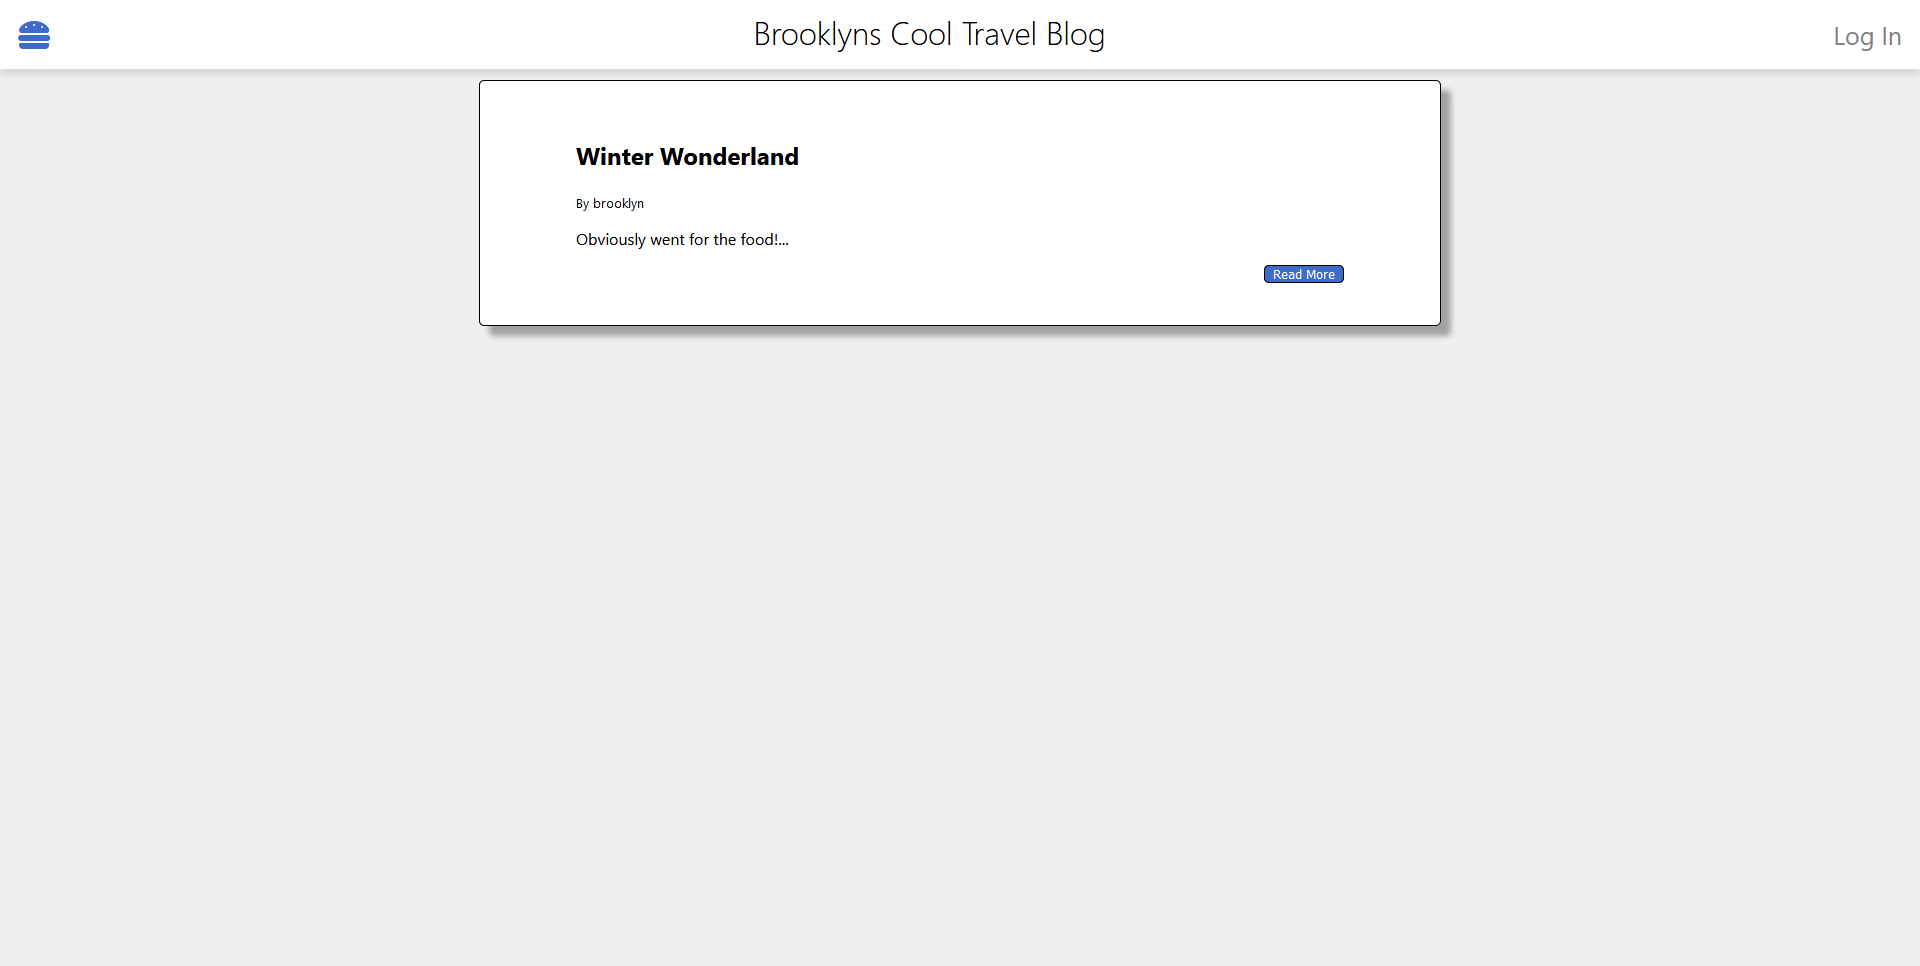 Brooklyns Cool Travel Blog
Log In
Winter Wonderland
By brooklyn
Obviously went for the food!...
Read More